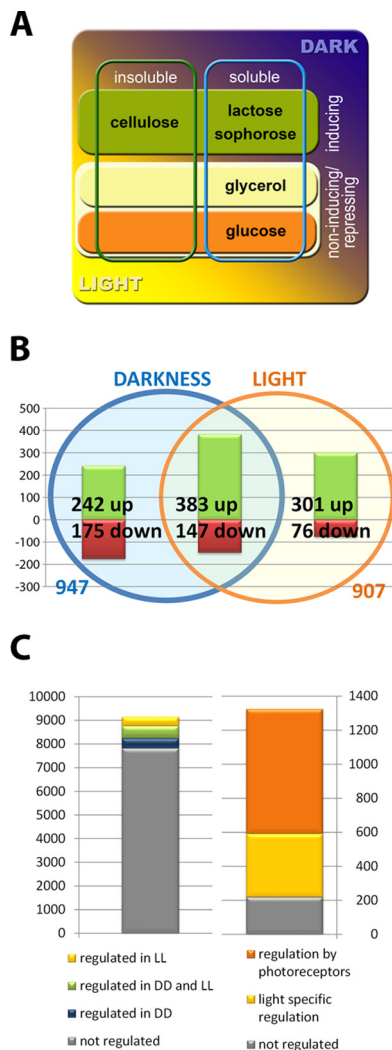 A
DARK
insoluble
soluble
cellulose
lactose
sophorose
inducing
glycerol
glucose
non-inducing/
repressing
LIGHT
B
DARKNESS
LIGHT
500
400
300
200
100
0
-100
-200
-300
242 up
383 up
301 up
175 down
147 down
76 down
947
907
C
10000
9000
8000
7000
6000
5000
4000
3000
2000
1000
0
1400
1200
1000
800
600
400
200
0
regulated in LL
regulated in DD and LL
regulated in DD
not regulated
regulation by
photoreceptors
light specific
regulation
not regulated